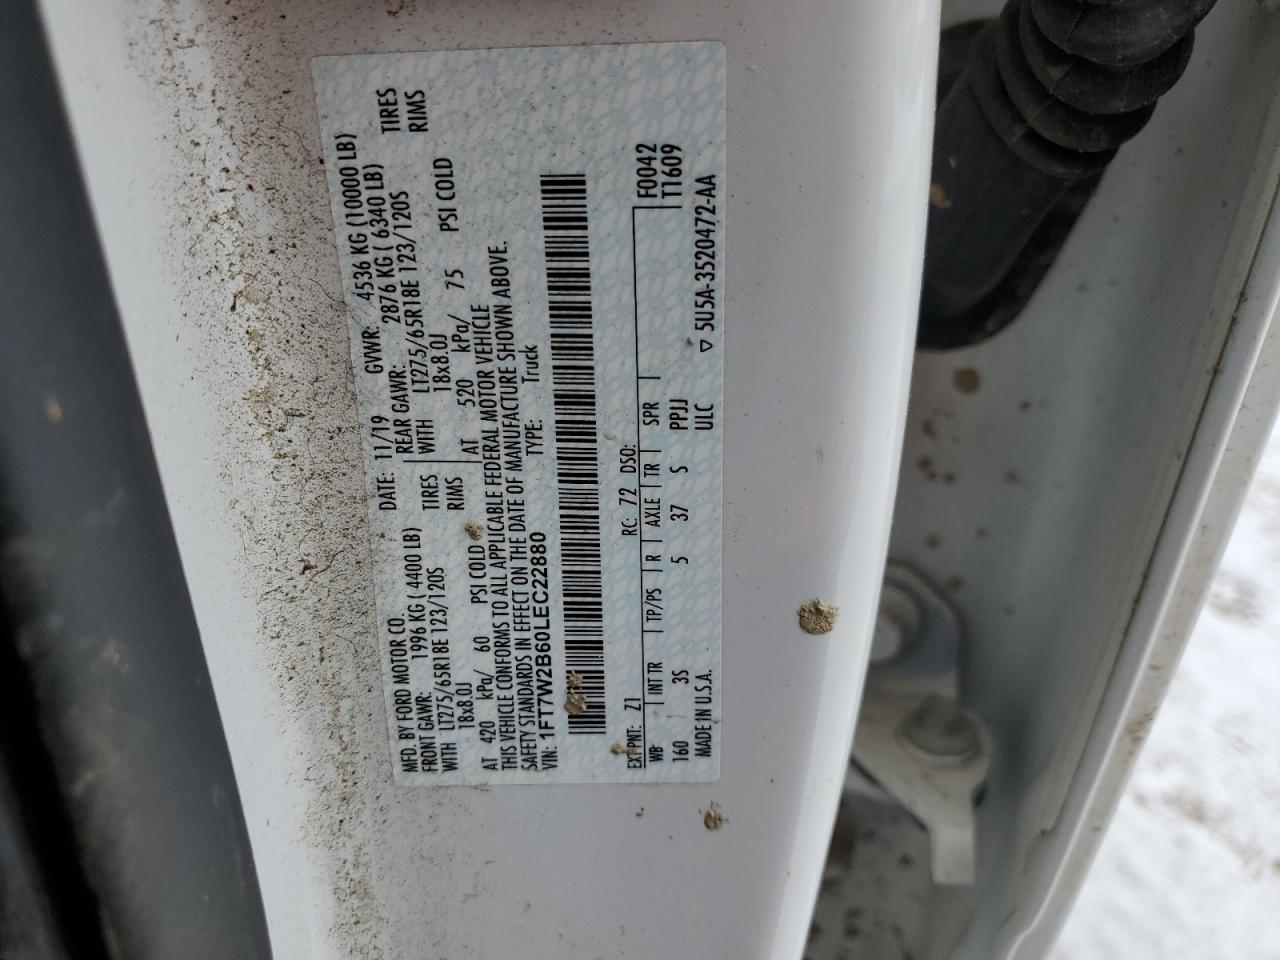 MFD. BY FORD MOTOR CO.
DATE: 11/19 GVWR: 4536 KG (10000 LB)
FRONT GAWR: 1996 KG ( 4400 LB) REAR GAWR: 2876 KG ( 6340 LB)
WITH LT275/65R18E 123/120S TIRES WITH LT275/65R18E 123/120S TIRES
18x8.0J RIMS 18x8.0J RIMS
AT 420 kPa/ 60 PSI COLD AT 520 kPa/ 75 PSI COLD
THIS VEHICLE CONFORMS TO ALL APPLICABLE FEDERAL MOTOR VEHICLE
SAFETY STANDARDS IN EFFECT ON THE DATE OF MANUFACTURE SHOWN ABOVE.
VIN: 1FT7W2B60LEC22880 TYPE: Truck
EXT PNT: Z1 RC: 72 DSO: F0042
WB INT TR TP/PS R AXLE TR SPR T1609
160 3S 5 37 S PPJJ
MADE IN U.S.A. ULC 5U5A-3520472-AA